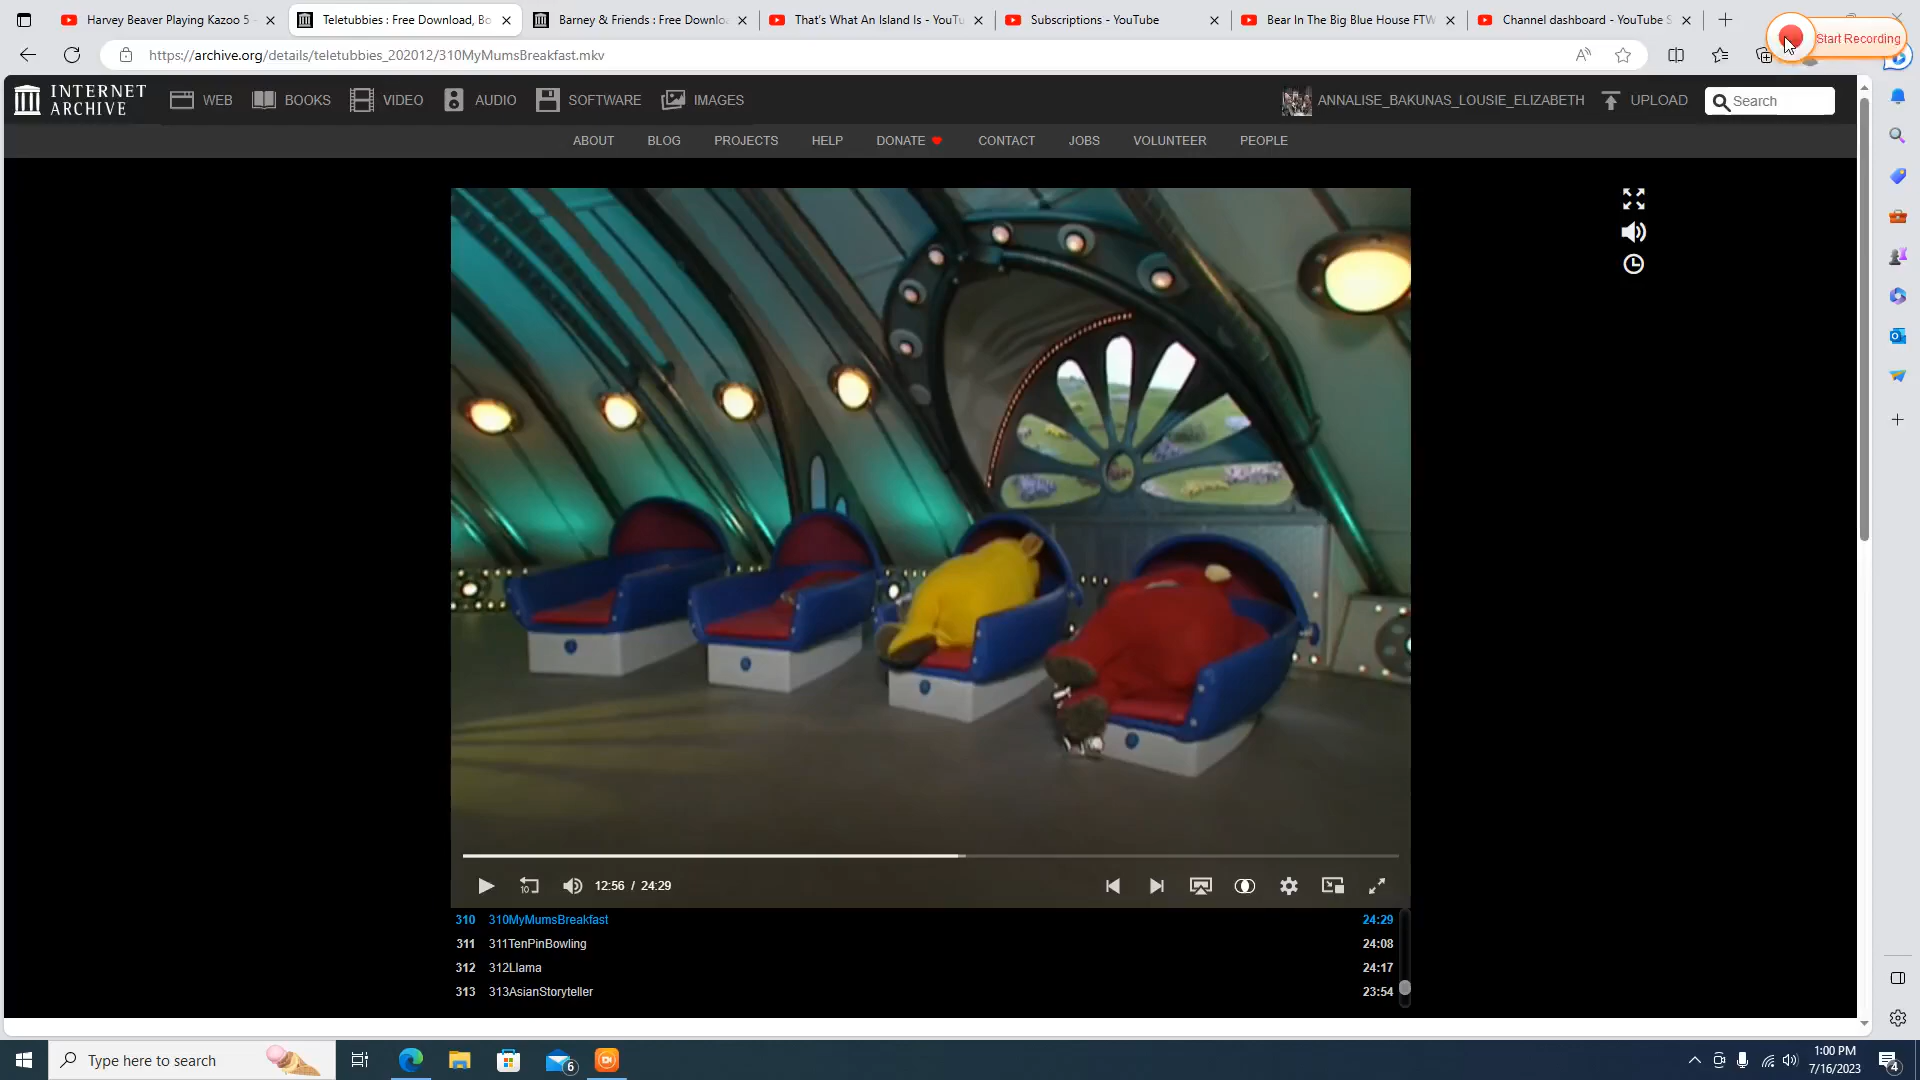 Harvey Beaver Playing Kazoo 5 -
Teletubbies : Free Download, Bo
Barney & Friends : Free Downlo
That's What An Island Is - YouTu
Subscriptions - YouTube
Bear In The Big Blue House FTW
Channel dashboard - YouTube S
Start Recording
https://archive.org/details/teletubbies_202012/310MyMumsBreakfast.mkv
INTERNET ARCHIVE
WEB BOOKS VIDEO AUDIO SOFTWARE IMAGES
ANNALISE_BAKUNAS_LOUSIE_ELIZABETH
UPLOAD
Search
ABOUT BLOG PROJECTS HELP DONATE CONTACT JOBS VOLUNTEER PEOPLE
10
12:56 / 24:29
310 310MyMumsBreakfast 24:29
311 311TenPinBowling 24:08
312 312Llama 24:17
313 313AsianStoryteller 23:54
Type here to search
6
1:00 PM
7/16/2023
4